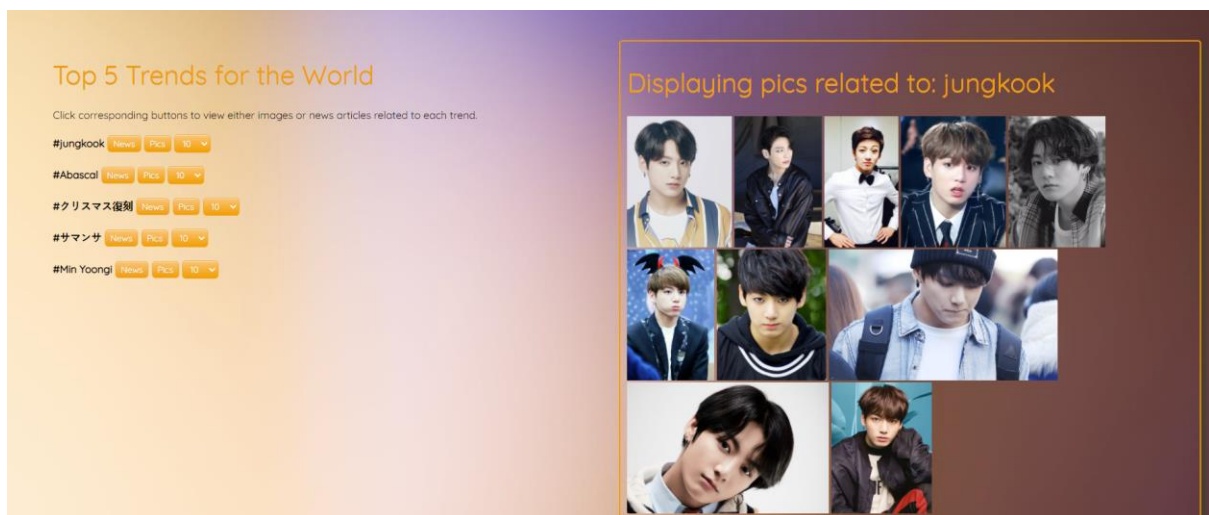 Top 5 Trends for the World
Click corresponding buttons to view either images or news articles related to each trend.
#jungkook News Pics 10
#Abascal News Pics 10
#クリスマス復刻 News Pics 10
#サマンサ News Pics 10
#Min Yoongi News Pics 10
Displaying pics related to: jungkook